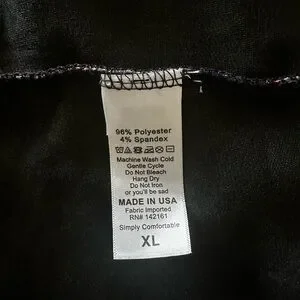 96% Polyester
4% Spandex
Machine Wash Cold
Gentle Cycle
Do Not Bleach
Hang Dry
Do Not Iron
or you'll be sad
MADE IN USA
Fabric Imported
RN# 142161
Simply Comfortable
XL